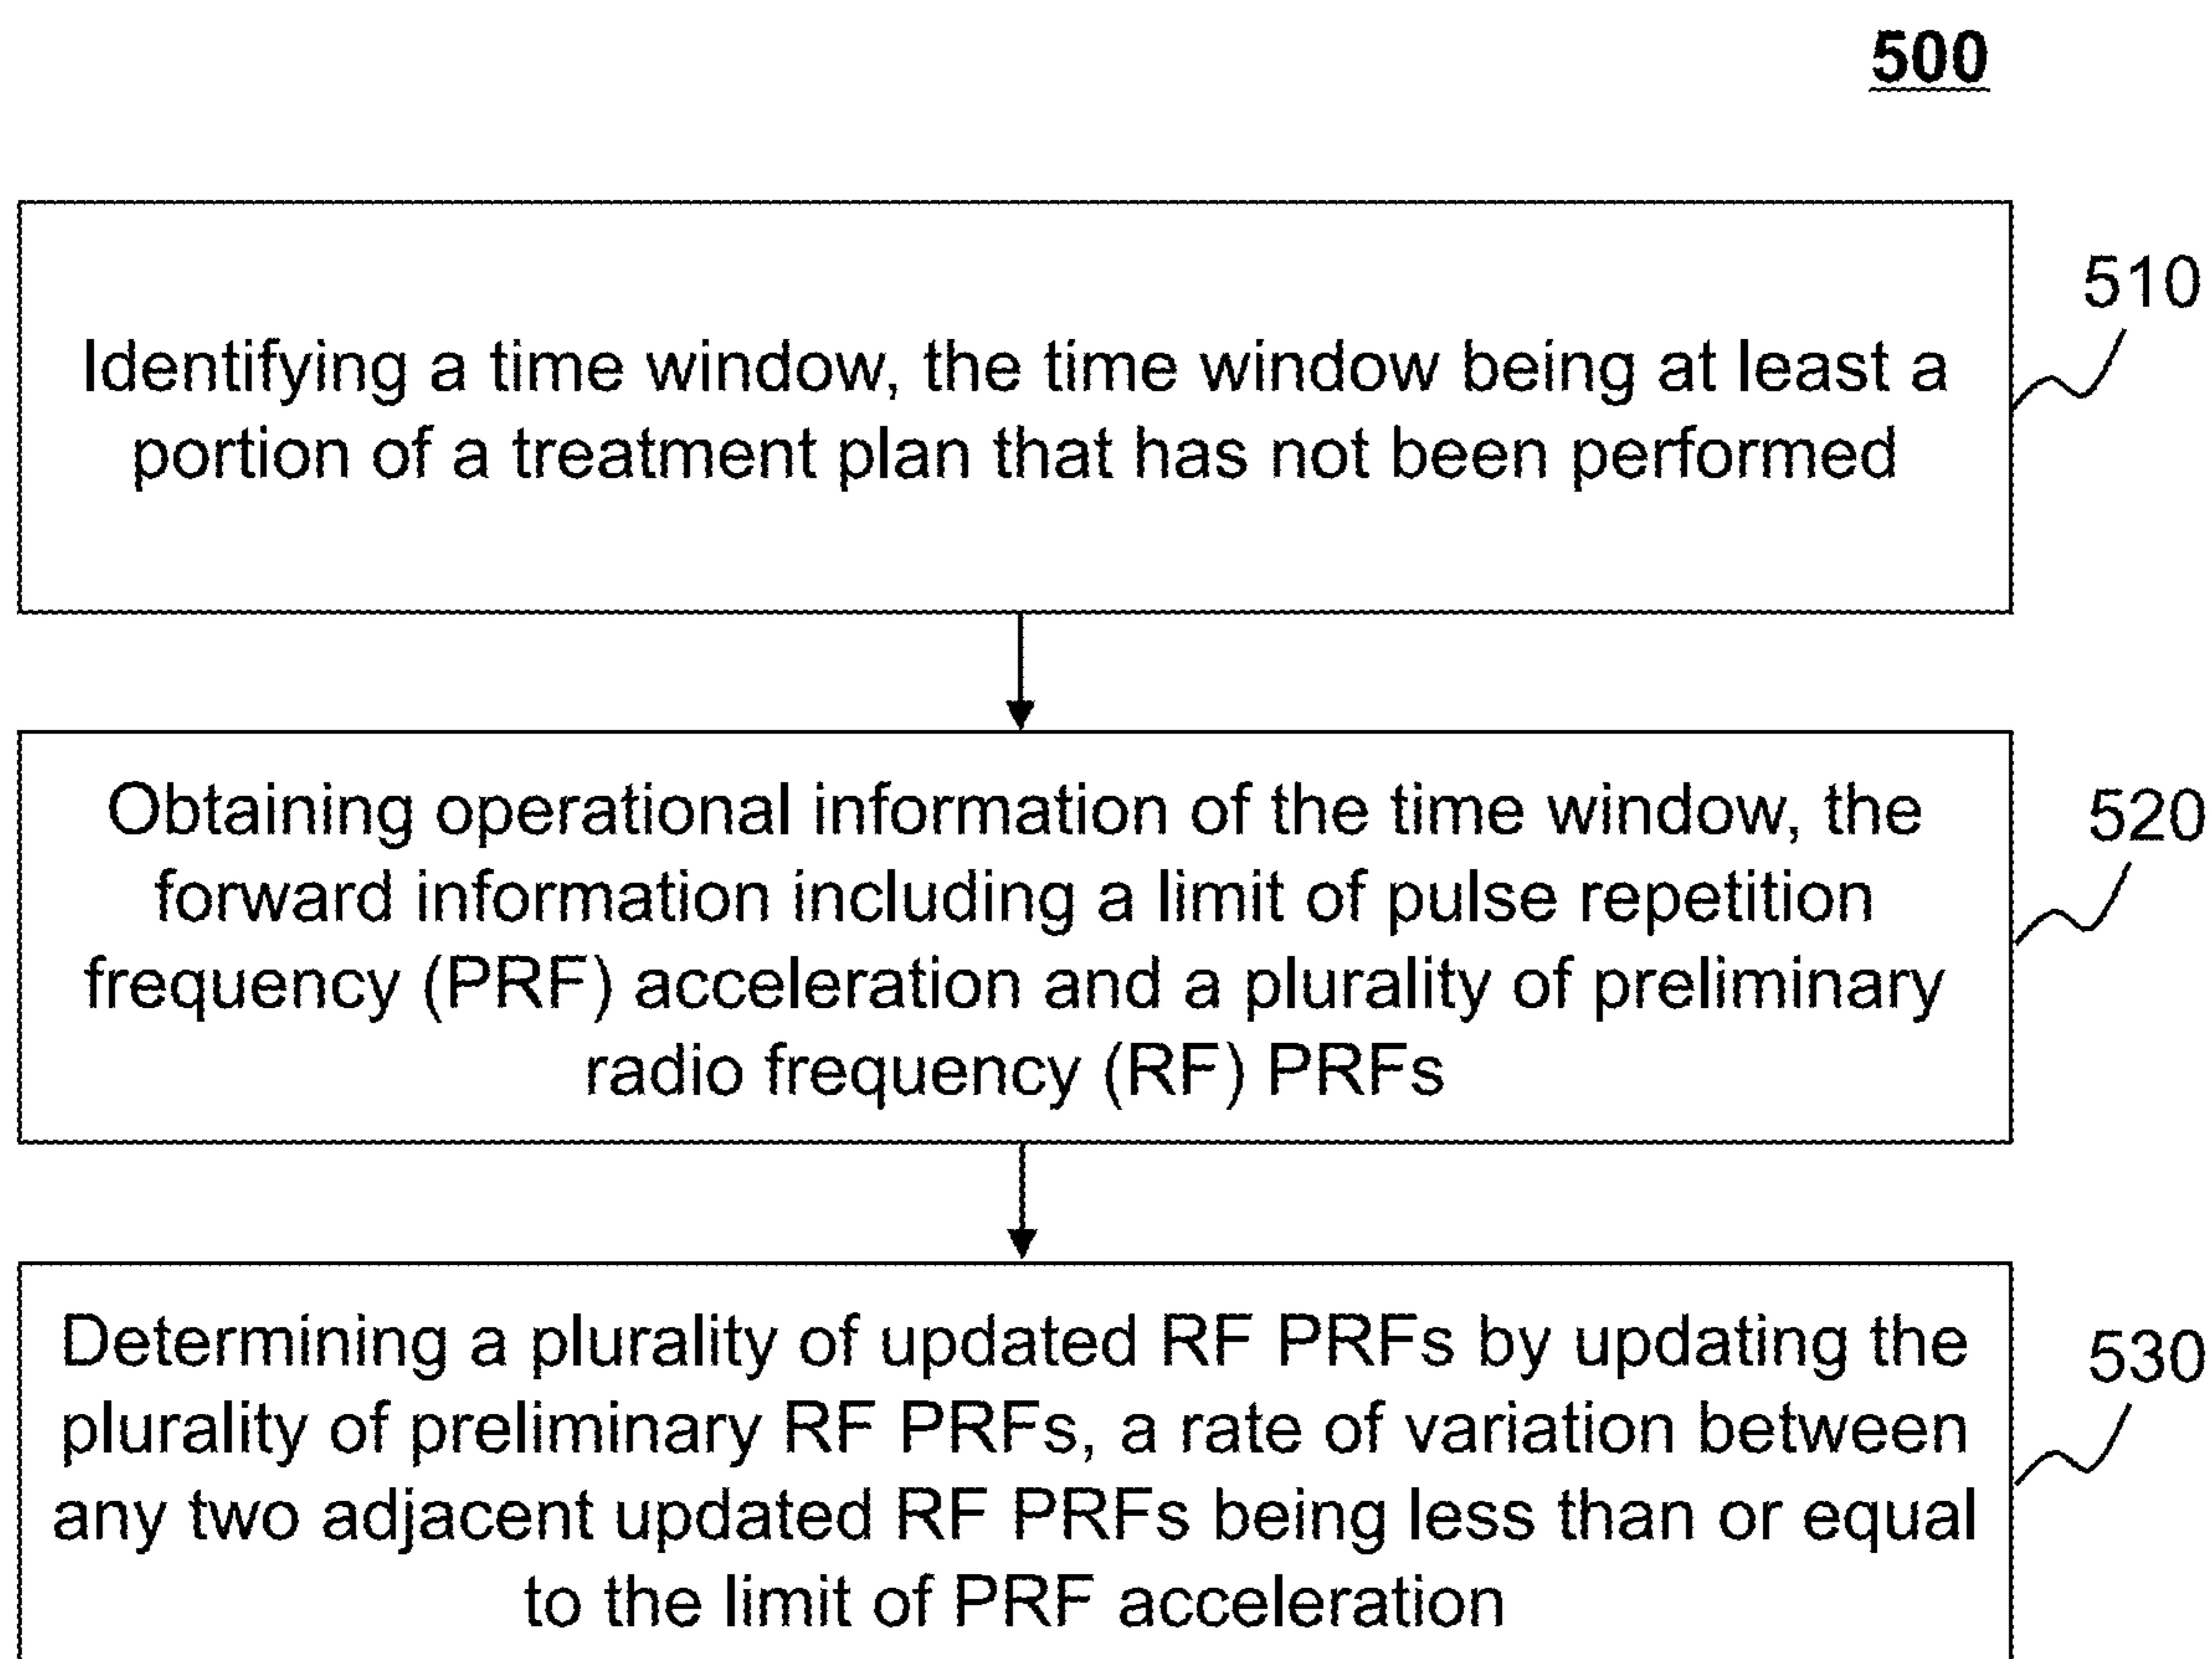 500
510
Identifying a time window, the time window being at least a
portion of a treatment plan that has not been performed
520
Obtaining operational information of the time window, the
forward information including a limit of pulse repetition
frequency (PRF) acceleration and a plurality of preliminary
radio frequency (RF) PRFs
530
Determining a plurality of updated RF PRFs by updating the
plurality of preliminary RF PRFs, a rate of variation between
any two adjacent updated RF PRFs being less than or equal
to the limit of PRF acceleration